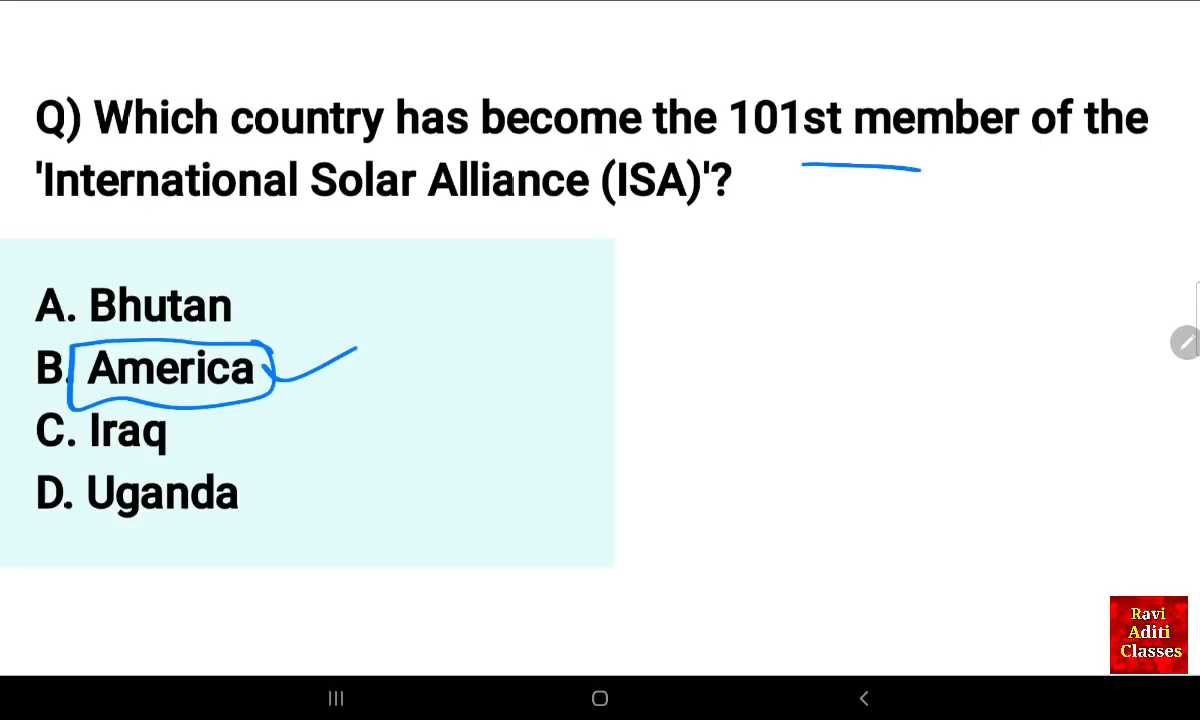 Q) Which country has become the 101st member of the
'International Solar Alliance (ISA)'?
A. Bhutan
B. America
C. Iraq
D. Uganda
Ravi
Aditi
Classes